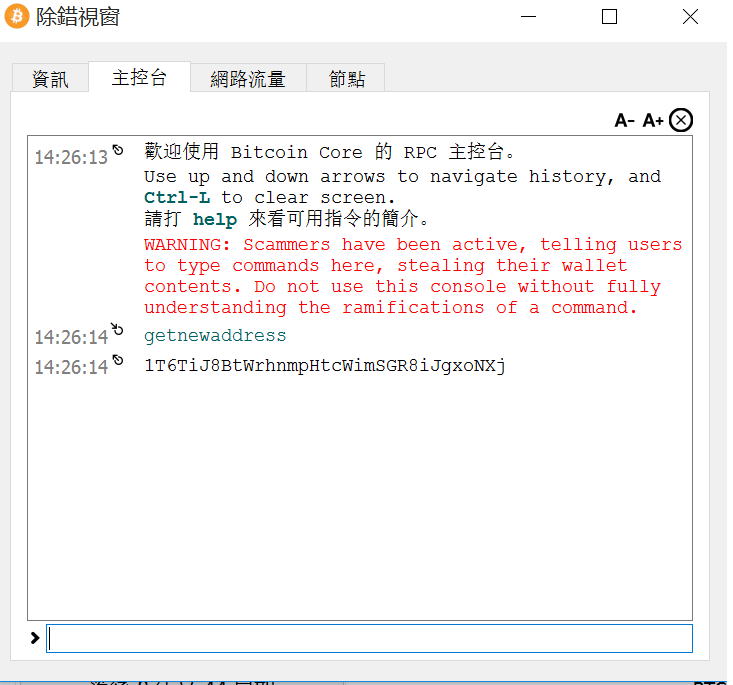 除錯視窗
資訊 主控台 網路流量 節點
A- A+
14:26:13 歡迎使用 Bitcoin Core 的 RPC 主控台。
Use up and down arrows to navigate history, and
Ctrl-L to clear screen.
請打 help 來看可用指令的簡介。
WARNING: Scammers have been active, telling users
to type commands here, stealing their wallet
contents. Do not use this console without fully
understanding the ramifications of a command.
14:26:14 getnewaddress
14:26:14 1T6TiJ8BtWrhnmpHtcWimSGR8iJgxoNXj